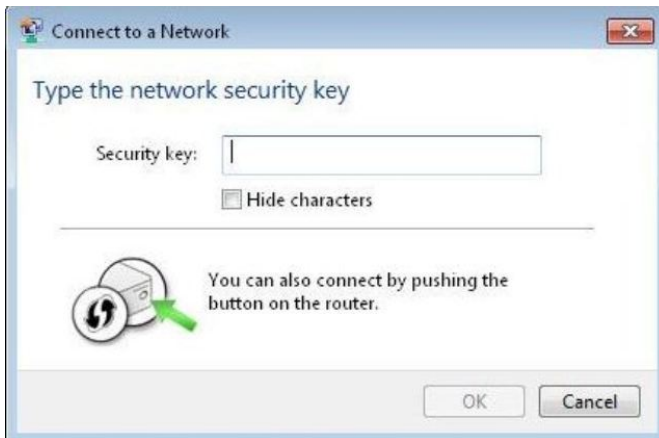 Connect to a Network
Type the network security key
Security key:
Hide characters
You can also connect by pushing the
button on the router.
OK
Cancel